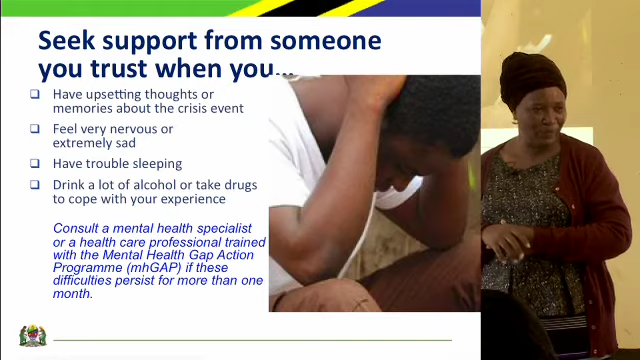 Seek support from someone
you trust when you...
Have upsetting thoughts or
memories about the crisis event
Feel very nervous or
extremely sad
Have trouble sleeping
Drink a lot of alcohol or take drugs
to cope with your experience
Consult a mental health specialist
or a health care professional trained
with the Mental Health Gap Action
Programme (mhGAP) if these
difficulties persist for more than one
month.